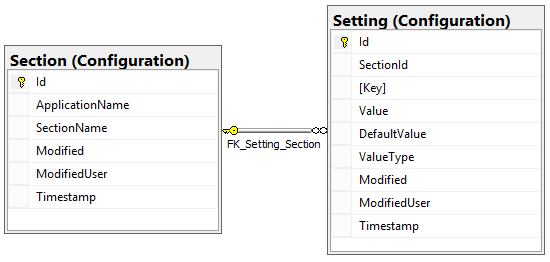 Section (Configuration)
Id
ApplicationName
SectionName
Modified
ModifiedUser
Timestamp
FK_Setting_Section
Setting (Configuration)
Id
SectionId
[Key]
Value
DefaultValue
ValueType
Modified
ModifiedUser
Timestamp